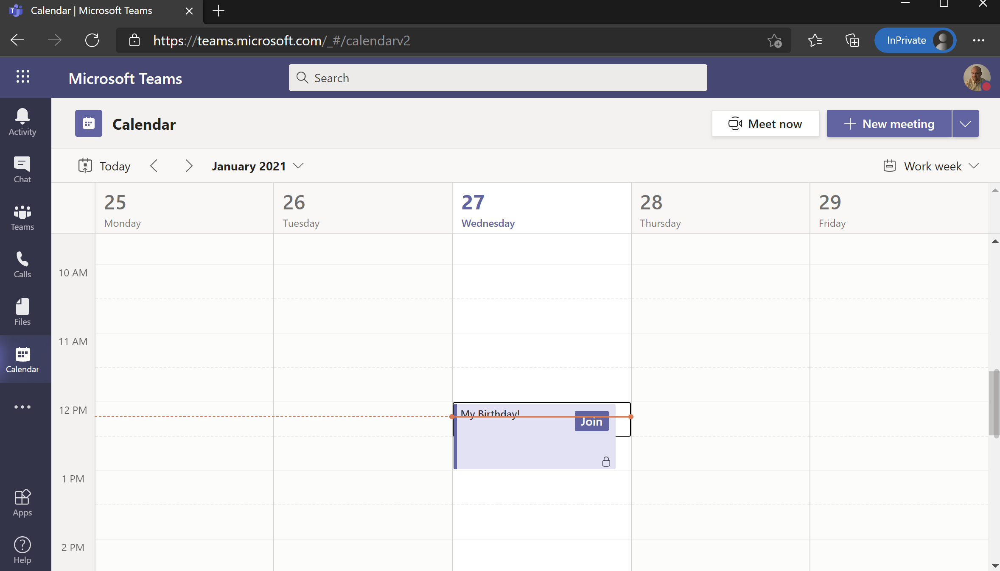 Calendar | Microsoft Teams
https://teams.microsoft.com/_#/calendarv2
InPrivate
Microsoft Teams
Search
Activity
Chat
Teams
Calls
Files
Calendar
Apps
Help
Calendar
Meet now
New meeting
Today
January 2021
Work week
25
Monday
26
Tuesday
27
Wednesday
28
Thursday
29
Friday
10 AM
11 AM
12 PM
1 PM
2 PM
My Birthday!
Join